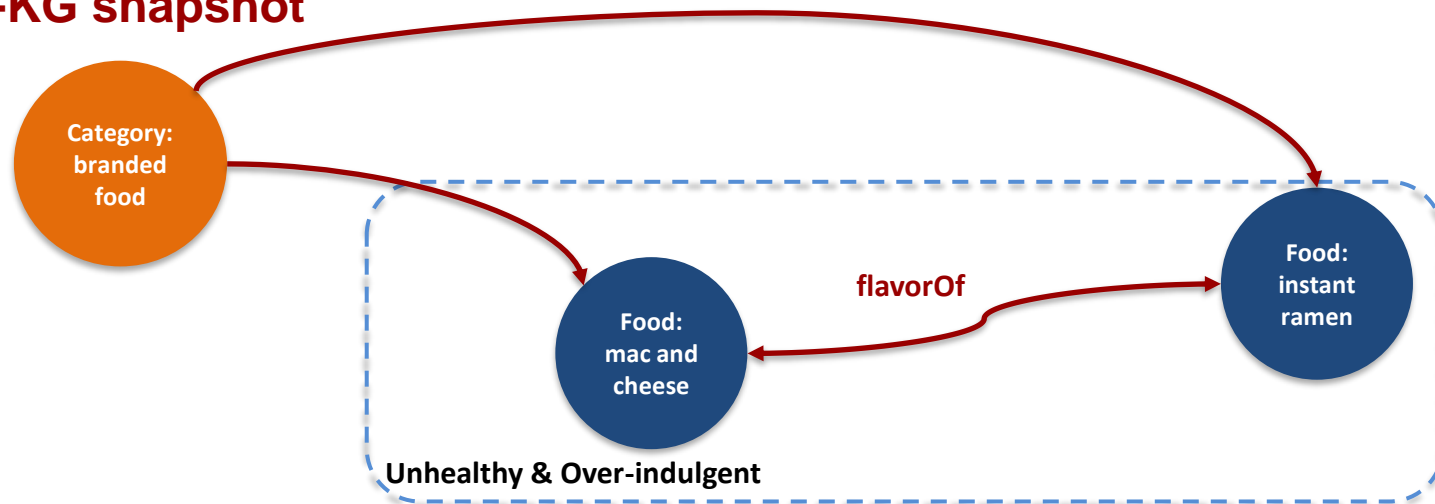 -KG snapshot
Category:
branded
food
flavorOf
Food:
instant
ramen
Food:
mac and
cheese
Unhealthy & Over-indulgent